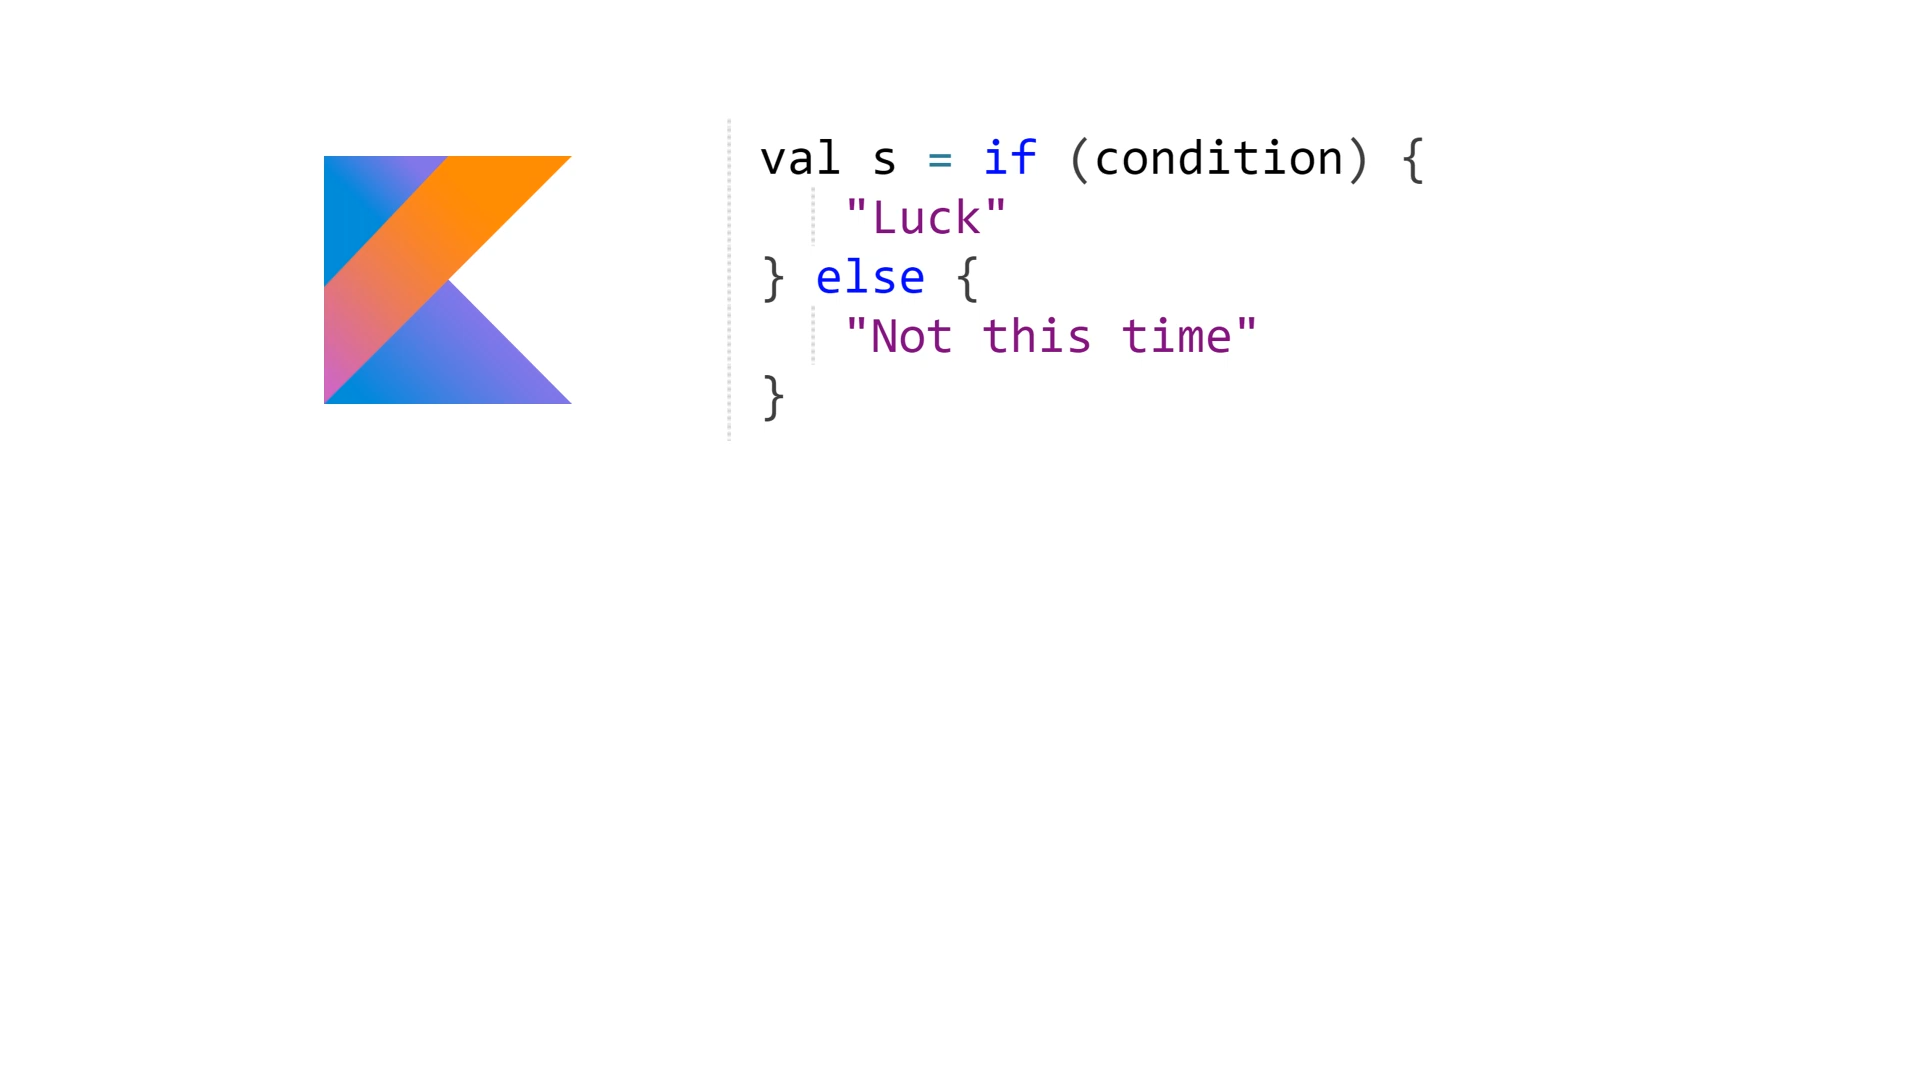 val s = if (condition) {
"Luck"
} else {
"Not this time"
}